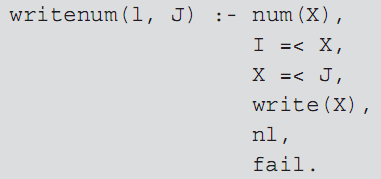 writenum(l, J) :- num(X),
I =< X,
X =< J,
write(X),
nl,
fail.